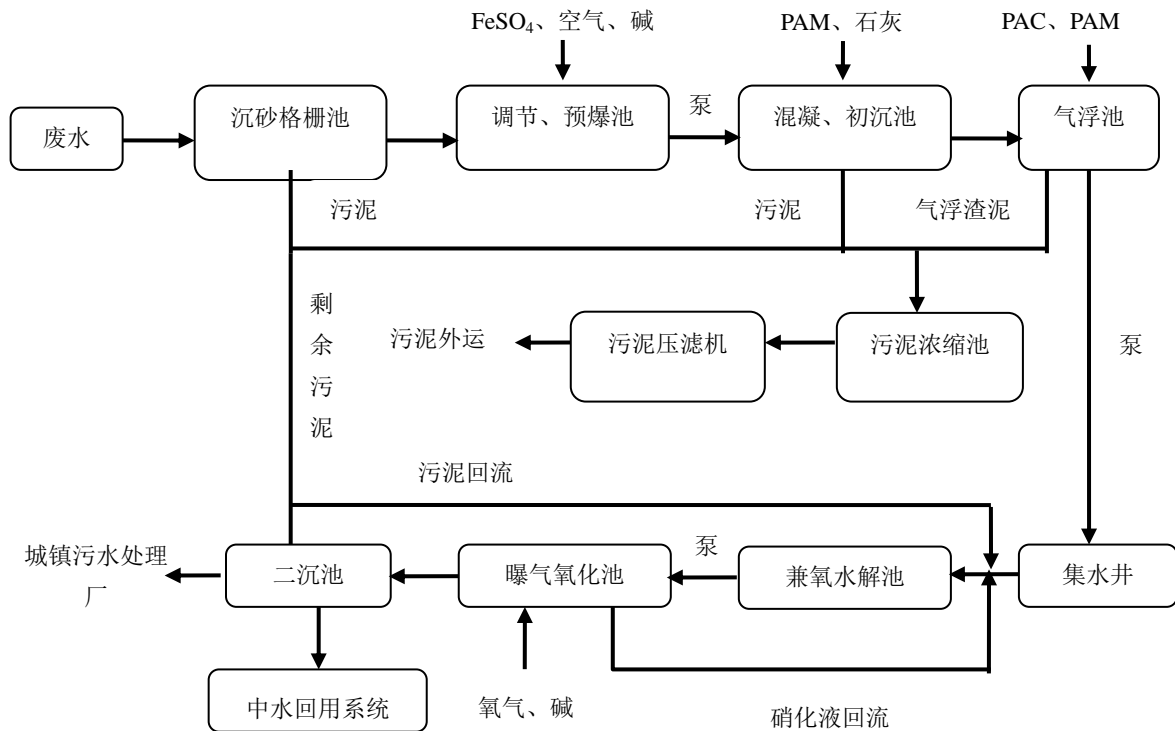 FeSO₄、空气、碱
PAM、石灰
PAC、PAM
废水
沉砂格栅池
调节、预爆池
泵
混凝、初沉池
气浮池
污泥
污泥
气浮渣泥
剩余污泥
污泥外运
污泥压滤机
污泥浓缩池
泵
污泥回流
城镇污水处理
厂
二沉池
曝气氧化池
泵
兼氧水解池
集水井
中水回用系统
氧气、碱
硝化液回流